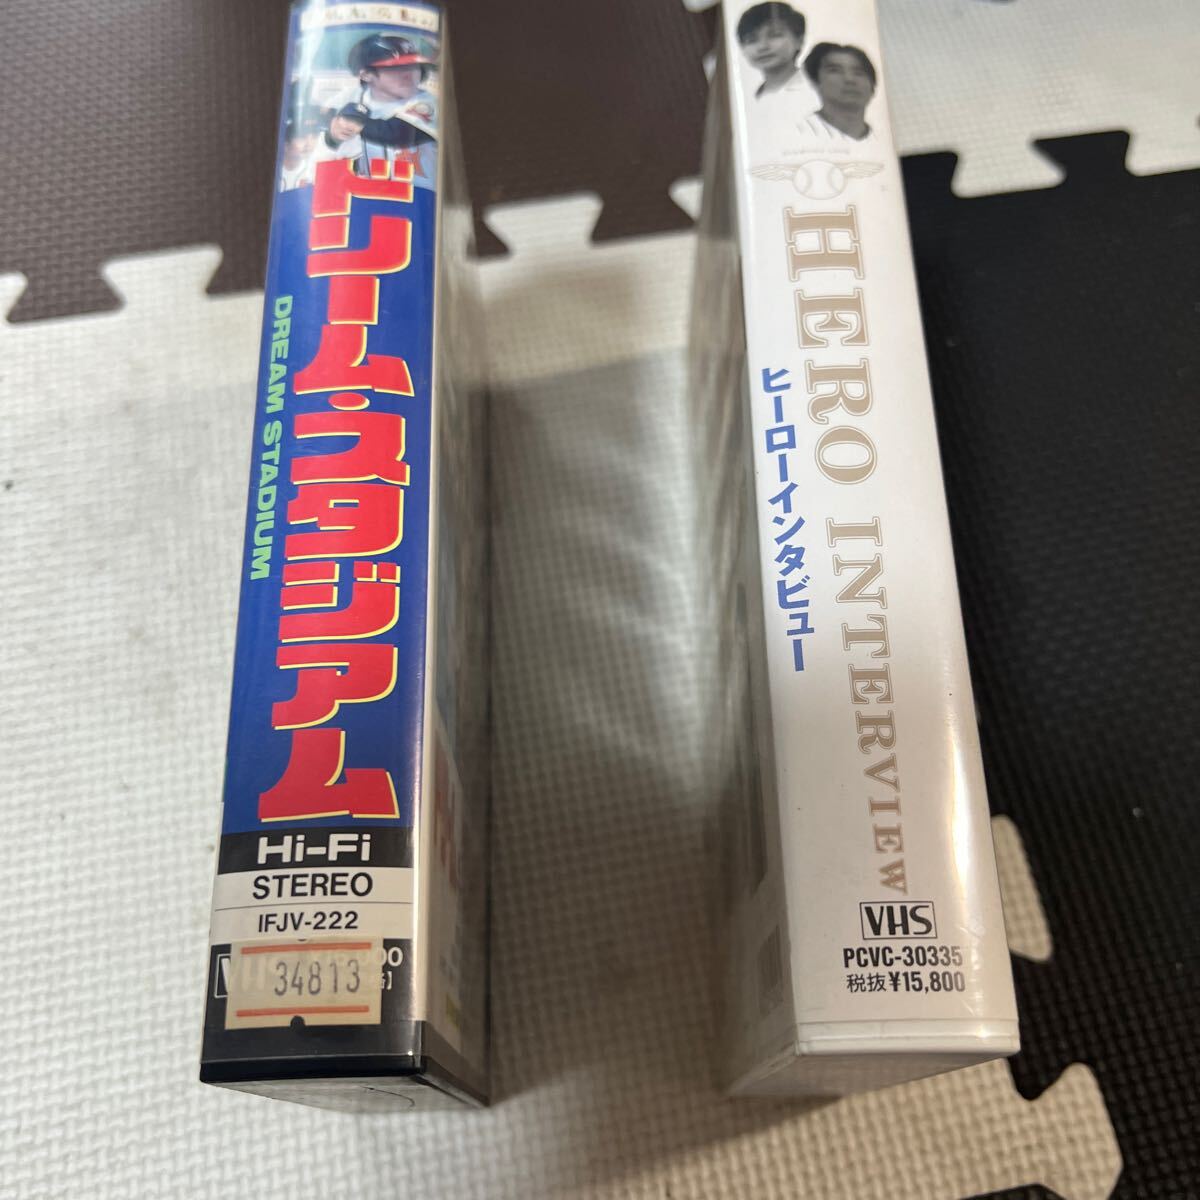 ドリーム・スタジアム
DREAM STADIUM
Hi-Fi
STEREO
IFJV-222
34813
HERO INTERVIEW
ヒーローインタビュー
VHS
PCVC-30335
税抜¥15,800